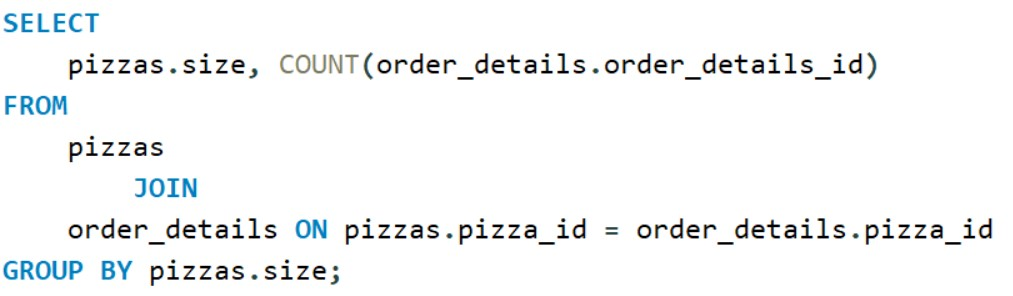 SELECT
    pizzas.size, COUNT(order_details.order_details_id)
FROM
    pizzas
        JOIN
    order_details ON pizzas.pizza_id = order_details.pizza_id
GROUP BY pizzas.size;